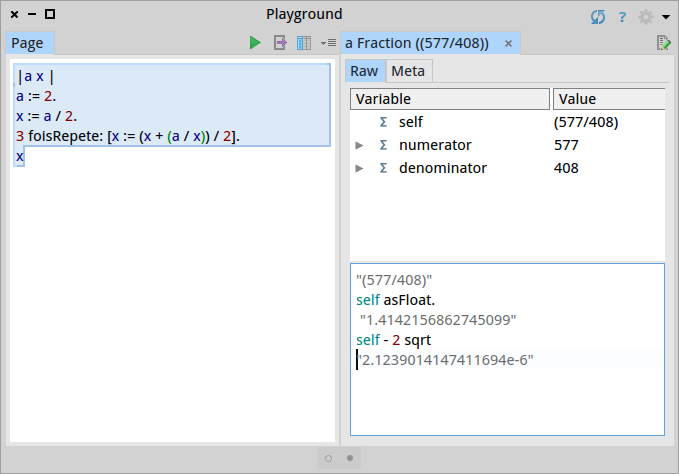 Playground
Page
|a x |
a := 2.
x := a / 2.
3 foisRepete: [x := (x + (a / x)) / 2].
x
a Fraction ((577/408))
Raw Meta
Variable Value
Σ self (577/408)
Σ numerator 577
Σ denominator 408
"(577/408)"
self asFloat.
"1.4142156862745099"
self - 2 sqrt
"2.1239014147411694e-6"